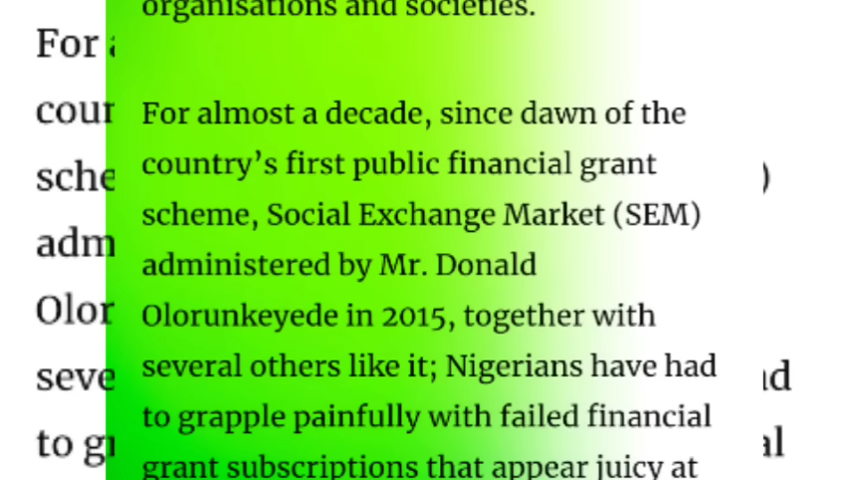 organisations and societies.
For almost a decade, since dawn of the
country’s first public financial grant
scheme, Social Exchange Market (SEM)
administered by Mr. Donald
Olorunkeyede in 2015, together with
several others like it; Nigerians have had
to grapple painfully with failed financial
grant subscriptions that appear juicy at